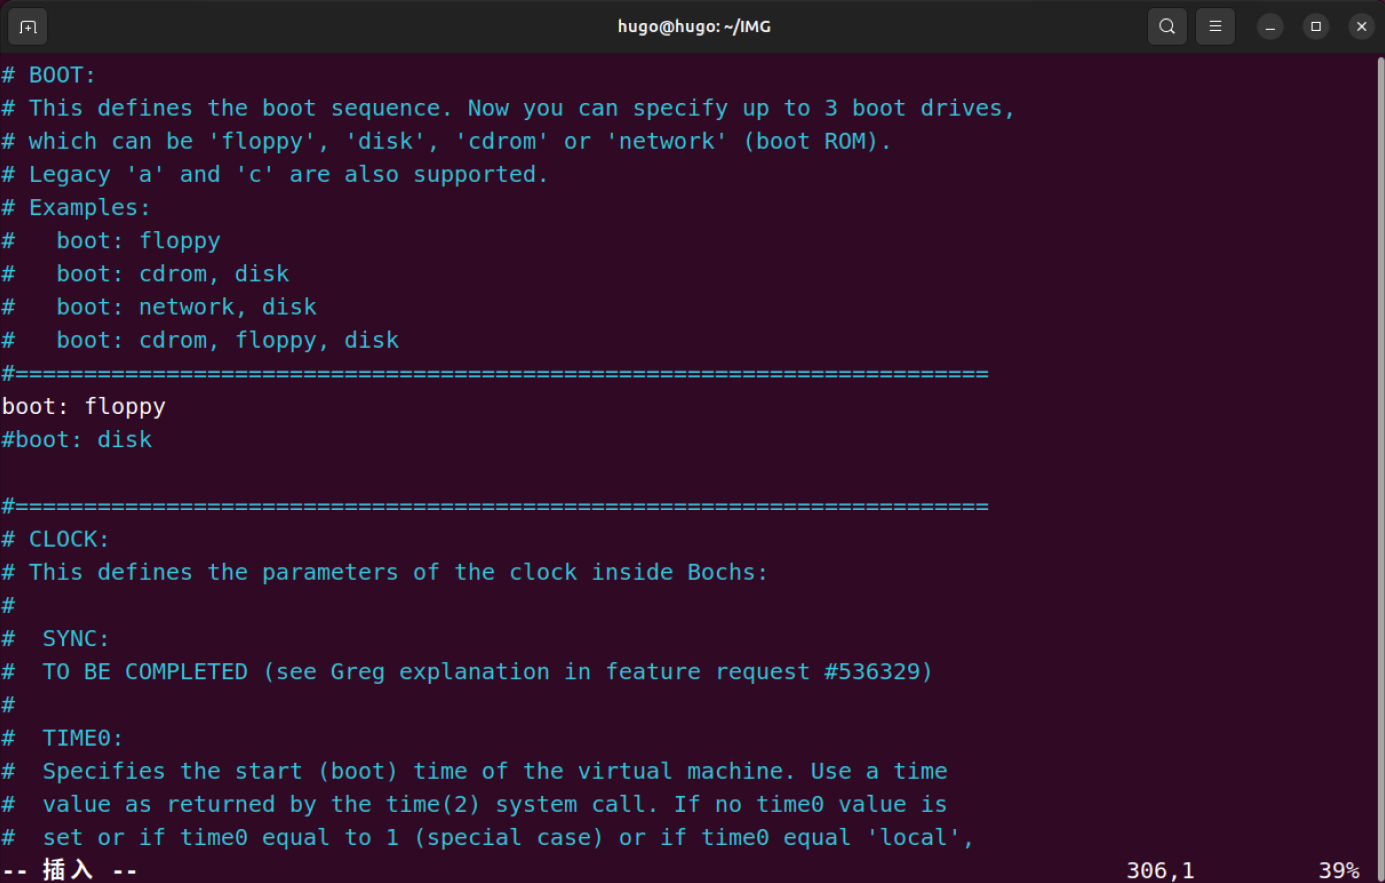 hugo@hugo: ~/IMG
# BOOT:
# This defines the boot sequence. Now you can specify up to 3 boot drives,
# which can be 'floppy', 'disk', 'cdrom' or 'network' (boot ROM).
# Legacy 'a' and 'c' are also supported.
# Examples:
#   boot: floppy
#   boot: cdrom, disk
#   boot: network, disk
#   boot: cdrom, floppy, disk
#=======================================================================
boot: floppy
#boot: disk
#=======================================================================
# CLOCK:
# This defines the parameters of the clock inside Bochs:
#
#  SYNC:
#  TO BE COMPLETED (see Greg explanation in feature request #536329)
#
#  TIME0:
#  Specifies the start (boot) time of the virtual machine. Use a time
#  value as returned by the time(2) system call. If no time0 value is
#  set or if time0 equal to 1 (special case) or if time0 equal 'local',
-- 插入 --                                                                        306,1         39%